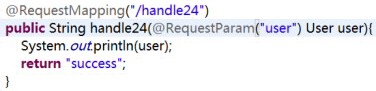 @RequestMapping("/handle24")
public String handle24(@RequestParam("user") User user){
System.out.println(user);
return "success";
}